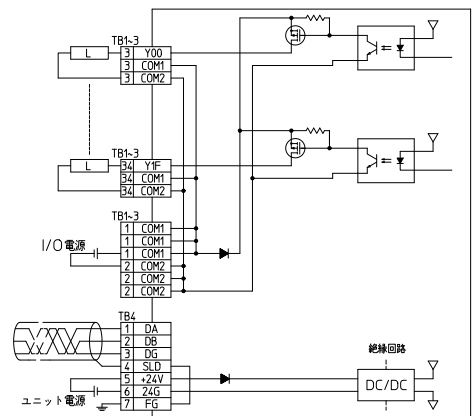 TB1~3
L
3 Y00
3 COM1
3 COM2
TB1~3
L
34 Y1F
34 COM1
34 COM2
TB1~3
I/O電源
1 COM1
1 COM1
1 COM1
2 COM2
2 COM2
2 COM2
TB4
1 DA
2 DB
3 DG
4 SLD
5 +24V
6 24G
7 FG
ユニット電源
絶縁回路
DC/DC